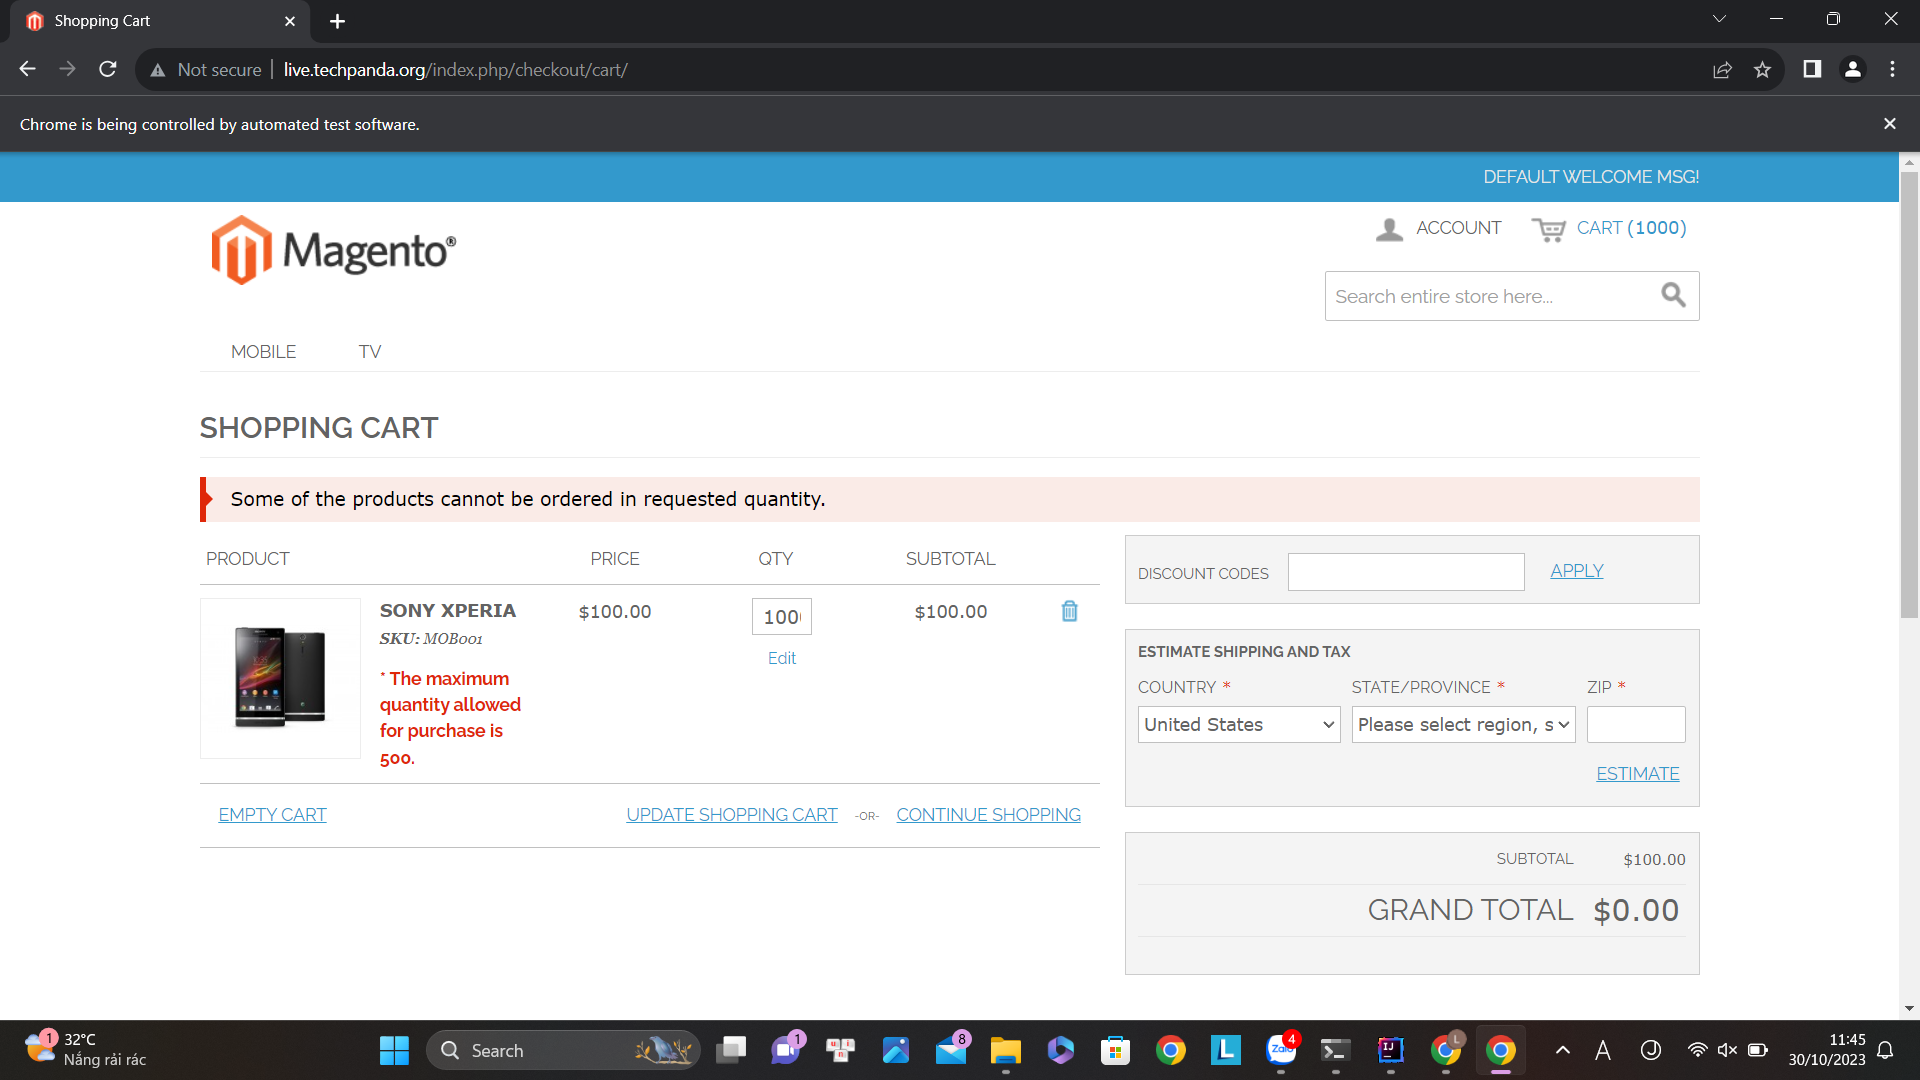 Shopping Cart
Not secure
live.techpanda.org/index.php/checkout/cart/
Chrome is being controlled by automated test software.
DEFAULT WELCOME MSG!
Magento®
ACCOUNT
CART (1000)
Search entire store here...
MOBILE
TV
SHOPPING CART
Some of the products cannot be ordered in requested quantity.
PRODUCT PRICE QTY SUBTOTAL
SONY XPERIA $100.00 1000 $100.00
SKU: MOB001
Edit
* The maximum
quantity allowed
for purchase is
500.
EMPTY CART
UPDATE SHOPPING CART -OR- CONTINUE SHOPPING
DISCOUNT CODES
APPLY
ESTIMATE SHIPPING AND TAX
COUNTRY * STATE/PROVINCE * ZIP *
United States Please select region, s
ESTIMATE
SUBTOTAL $100.00
GRAND TOTAL $0.00
1
32°C
Nắng rải rác
Search
1
8
L
Zalo
4
IJ
L
A
J
11:45
30/10/2023